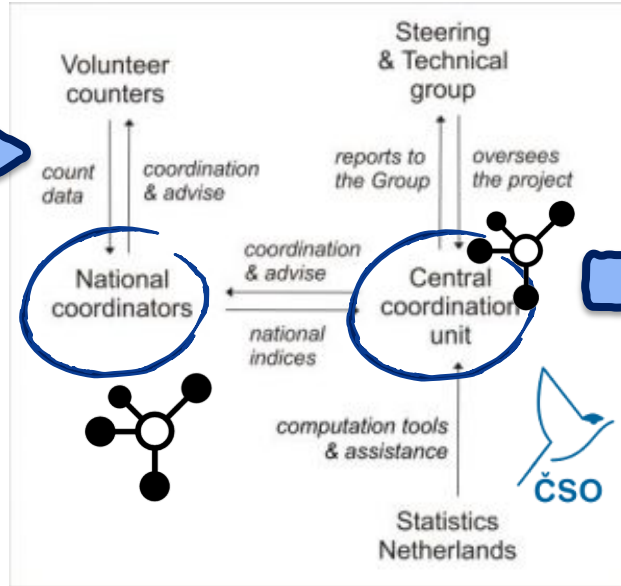 Steering
& Technical
group
Volunteer
counters
count
data
coordination
& advise
reports to
the Group
oversees
the project
coordination
& advise
National
coordinators
Central
coordination
unit
national
indices
computation tools
& assistance
ČSO
Statistics
Netherlands